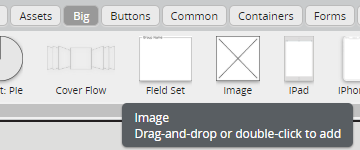 Assets Big Buttons Common Containers Forms
: Pie Cover Flow Field Set Image iPad iPho
Image
Drag-and-drop or double-click to add